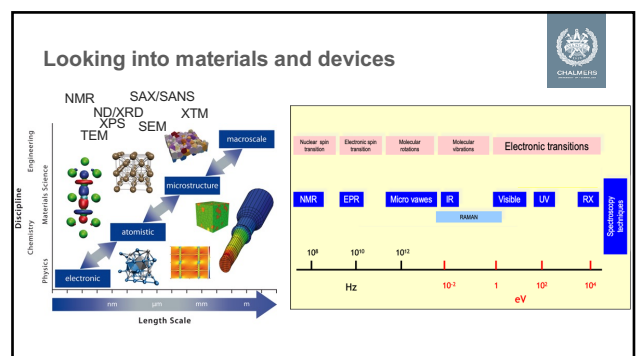 Looking into materials and devices
CHALMERS
NMR
SAX/SANS
ND/XRD
XTM
XPS
SEM
TEM
macroscale
microstructure
atomistic
electronic
Discipline
Engineering
Materials Science
Chemistry
Physics
nm µm mm m
Length Scale
Nuclear spin
transition
Electronic spin
transition
Molecular
rotations
Molecular
vibrations
Electronic transitions
NMR EPR Micro vawes IR Visible UV RX
RAMAN
Spectroscopy
techniques
10⁸ 10¹⁰ 10¹²
10⁻² 1 10² 10⁴
Hz eV